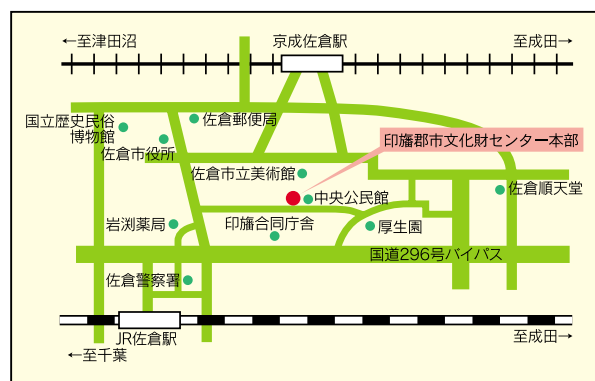 ←至津田沼
京成佐倉駅
至成田→
国立歴史民俗
博物館
佐倉郵便局
佐倉市役所
印旛郡市文化財センター本部
佐倉市立美術館
中央公民館
佐倉順天堂
岩渕薬局
印旛合同庁舎
厚生園
国道296号バイパス
佐倉警察署
JR佐倉駅
至成田→
←至千葉